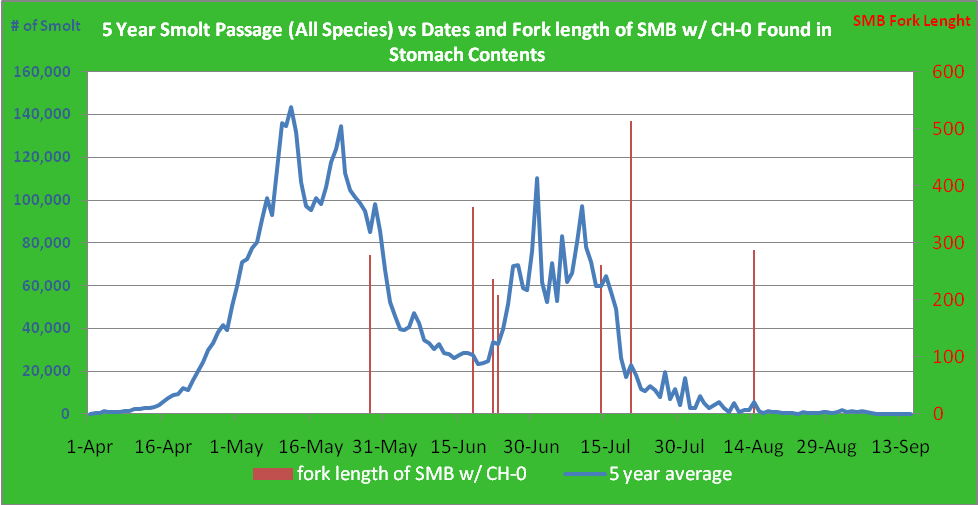 # of Smolt
SMB Fork Lenght
5 Year Smolt Passage (All Species) vs Dates and Fork length of SMB w/ CH-0 Found in
Stomach Contents
160,000
140,000
120,000
100,000
80,000
60,000
40,000
20,000
0
600
500
400
300
200
100
0
1-Apr 16-Apr 1-May 16-May 31-May 15-Jun 30-Jun 15-Jul 30-Jul 14-Aug 29-Aug 13-Sep
fork length of SMB w/ CH-0 5 year average